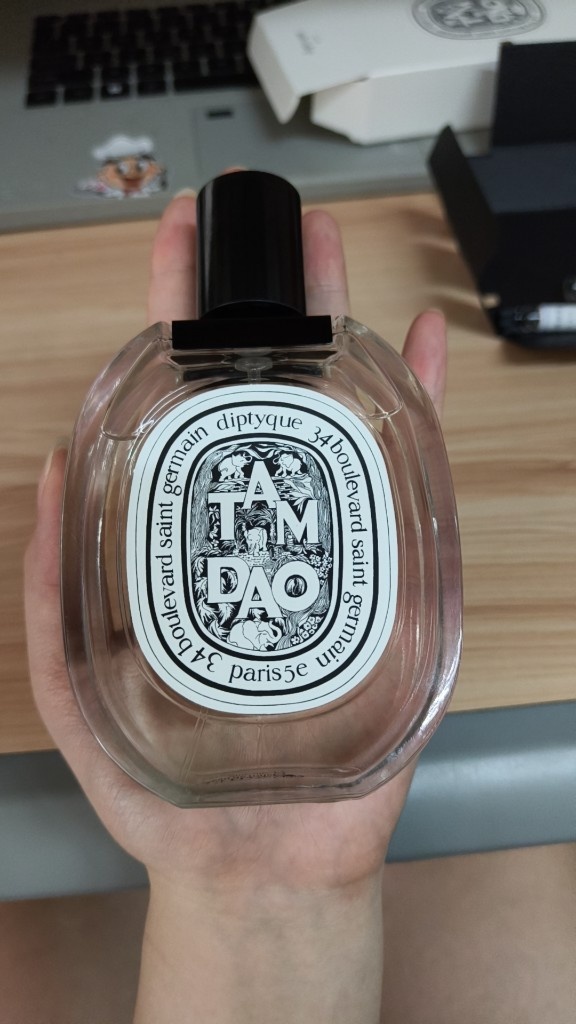 diptyque 34 boulevard saint germain
paris 5e
34 boulevard saint germain
TAM
DAO